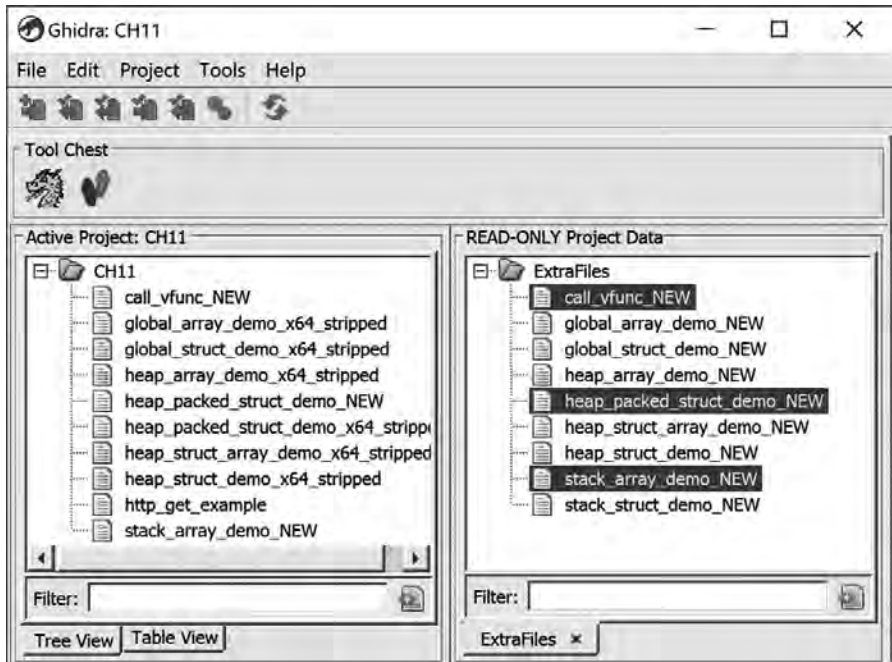 Ghidra: CH11
File Edit Project Tools Help
Tool Chest
Active Project: CH11
CH11
call_vfunc_NEW
global_array_demo_x64_stripped
global_struct_demo_x64_stripped
heap_array_demo_x64_stripped
heap_packed_struct_demo_NEW
heap_packed_struct_demo_x64_strippe
heap_struct_array_demo_x64_stripped
heap_struct_demo_x64_stripped
http_get_example
stack_array_demo_NEW
Filter:
Tree View Table View
READ-ONLY Project Data
ExtraFiles
call_vfunc_NEW
global_array_demo_NEW
global_struct_demo_NEW
heap_array_demo_NEW
heap_packed_struct_demo_NEW
heap_struct_array_demo_NEW
heap_struct_demo_NEW
stack_array_demo_NEW
stack_struct_demo_NEW
Filter:
ExtraFiles ×